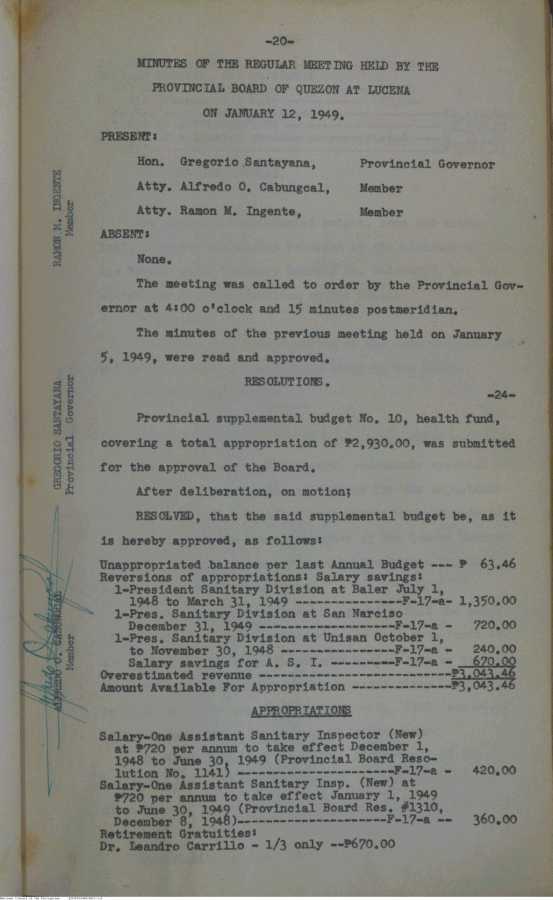 -20-
MINUTES OF THE REGULAR MEETING HELD BY THE
PROVINCIAL BOARD OF QUEZON AT LUCENA
ON JANUARY 12, 1949.
PRESENT:
Hon. Gregorio Santayana, Provincial Governor
Atty. Alfredo O. Cabungcal, Member
Atty. Ramon M. Ingente, Member
ABSENT:
None.
The meeting was called to order by the Provincial Gov-
ernor at 4:00 o'clock and 15 minutes postmeridian.
The minutes of the previous meeting held on January
5, 1949, were read and approved.
RESOLUTIONS.
-24-
Provincial supplemental budget No. 10, health fund,
covering a total appropriation of ₱2,930.00, was submitted
for the approval of the Board.
After deliberation, on motion;
RESOLVED, that the said supplemental budget be, as it
is hereby approved, as follows:
Unappropriated balance per last Annual Budget --- ₱ 63.46
Reversions of appropriations: Salary savings:
1-President Sanitary Division at Baler July 1,
1948 to March 31, 1949 ---------------F-17-a- 1,350.00
1-Pres. Sanitary Division at San Narciso
December 31, 1949 -------------------F-17-a - 720.00
1-Pres. Sanitary Division at Unisan October 1,
to November 30, 1948 ----------------F-17-a - 240.00
Salary savings for A. S. I. ---------F-17-a - 670.00
Overestimated revenue ---------------------------₱3,043.46
Amount Available For Appropriation --------------₱3,043.46
APPROPRIATIONS
Salary-One Assistant Sanitary Inspector (New)
at ₱720 per annum to take effect December 1,
1948 to June 30, 1949 (Provincial Board Reso-
lution No. 1141) ----------------------F-17-a - 420.00
Salary-One Assistant Sanitary Insp. (New) at
₱720 per annum to take effect January 1, 1949
to June 30, 1949 (Provincial Board Res. #1310,
December 8, 1948)---------------------F-17-a -- 360.00
Retirement Gratuities:
Dr. Leandro Carrillo - 1/3 only --₱670.00
RAMON M. INGENTE
Member
GREGORIO SANTAYANA
Provincial Governor
ALFREDO O. CABUNGCAL
Member